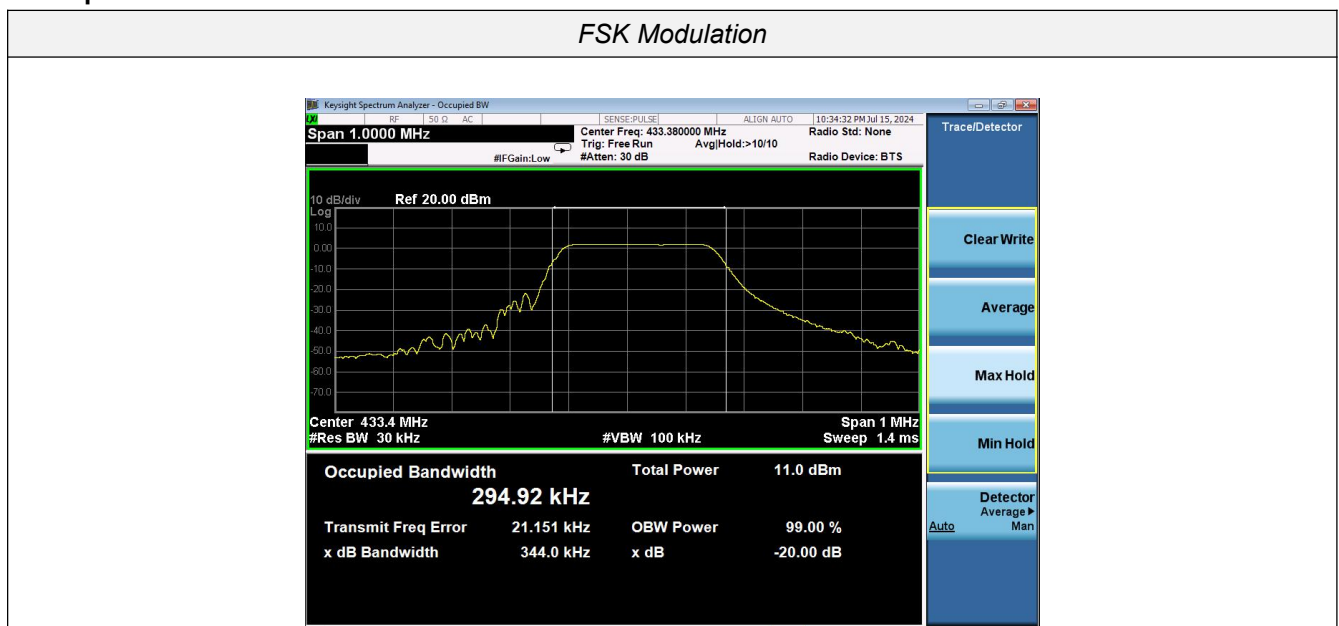 FSK Modulation
Keysight Spectrum Analyzer - Occupied BW
LXI RF 50 Ω AC SENSE:PULSE ALIGN AUTO 10:34:32 PM Jul 15, 2024
Span 1.0000 MHz
Center Freq: 433.380000 MHz Radio Std: None
Trig: Free Run Avg|Hold:>10/10
#IFGain:Low #Atten: 30 dB Radio Device: BTS
10 dB/div Ref 20.00 dBm
Log
10.0
0.00
-10.0
-20.0
-30.0
-40.0
-50.0
-60.0
-70.0
Center 433.4 MHz Span 1 MHz
#Res BW 30 kHz #VBW 100 kHz Sweep 1.4 ms
Occupied Bandwidth Total Power 11.0 dBm
294.92 kHz
Transmit Freq Error 21.151 kHz OBW Power 99.00 %
x dB Bandwidth 344.0 kHz x dB -20.00 dB
Trace/Detector
Clear Write
Average
Max Hold
Min Hold
Detector
Average
Auto Man